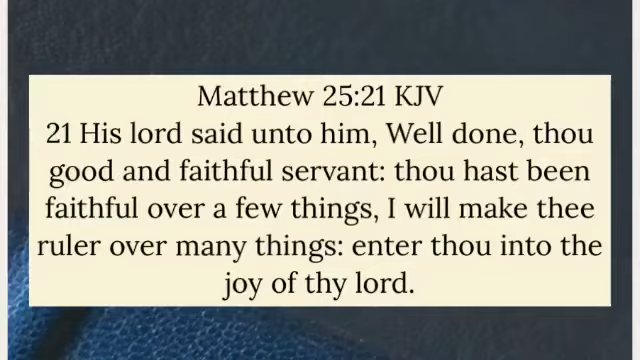 Matthew 25:21 KJV
21 His lord said unto him, Well done, thou
good and faithful servant: thou hast been
faithful over a few things, I will make thee
ruler over many things: enter thou into the
joy of thy lord.